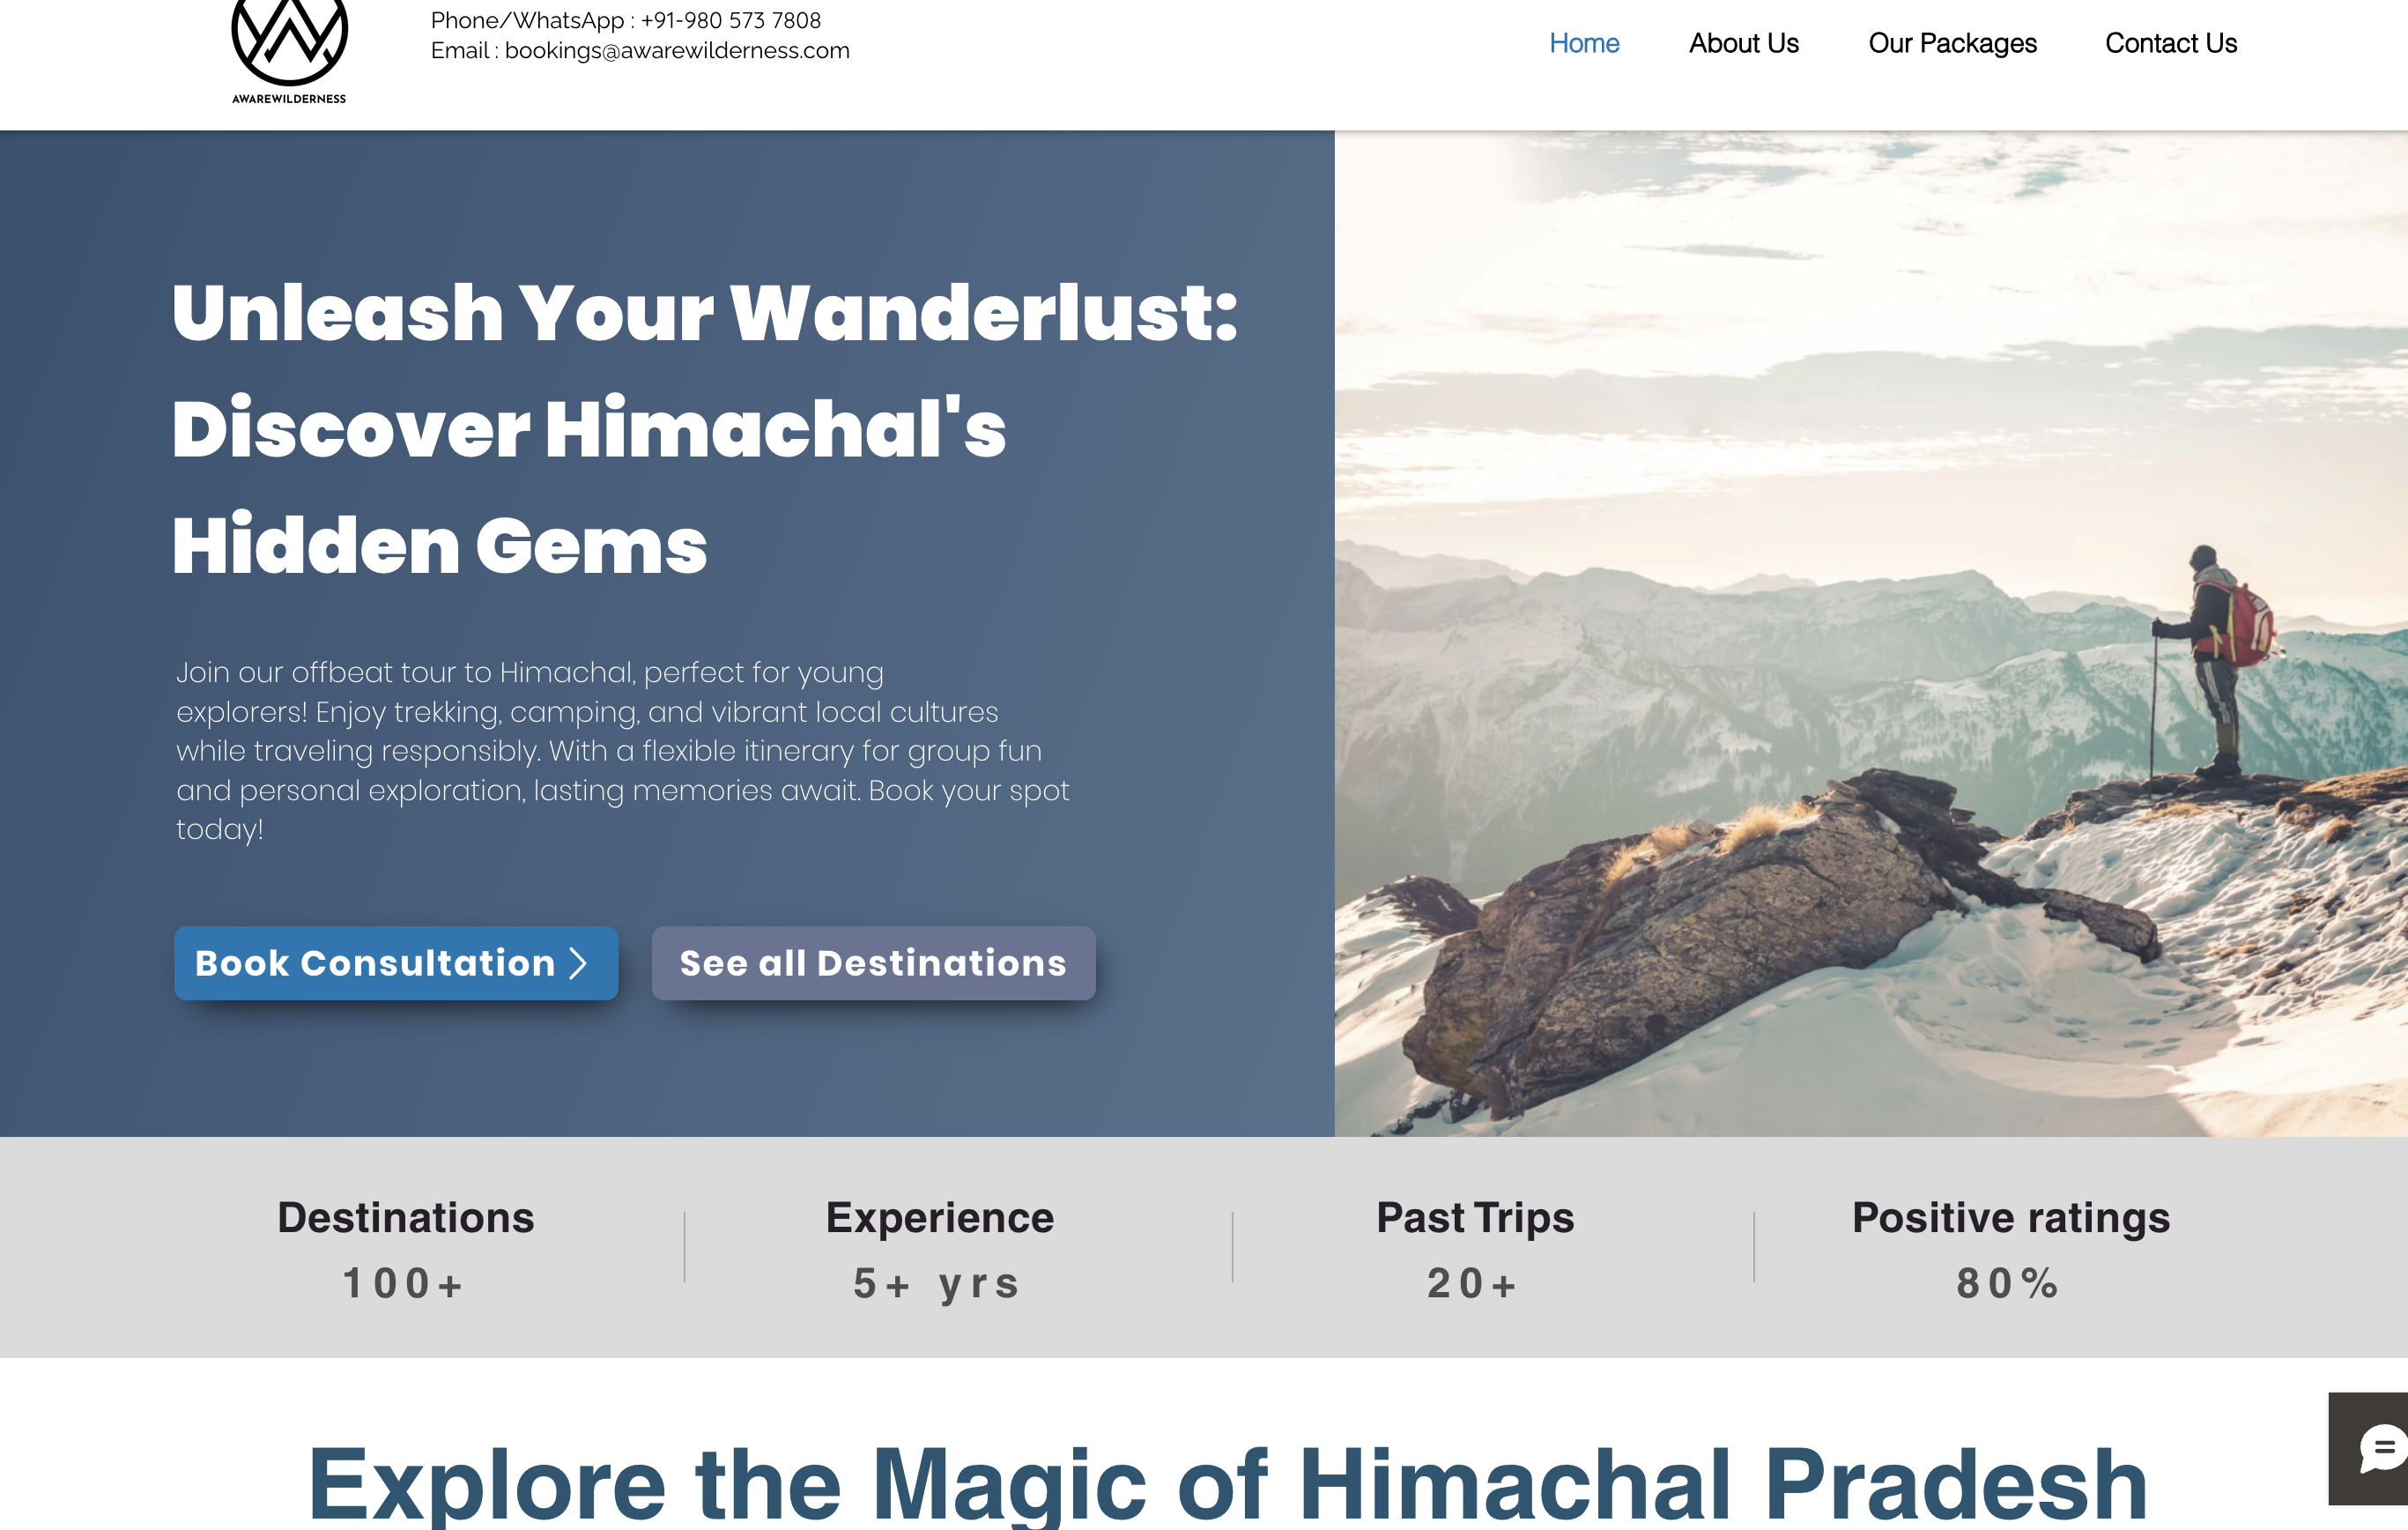 AWAREWILDERNESS
Phone/WhatsApp : +91-980 573 7808
Email : bookings@awarewilderness.com
Home
About Us
Our Packages
Contact Us
Unleash Your Wanderlust:
Discover Himachal's
Hidden Gems
Join our offbeat tour to Himachal, perfect for young
explorers! Enjoy trekking, camping, and vibrant local cultures
while traveling responsibly. With a flexible itinerary for group fun
and personal exploration, lasting memories await. Book your spot
today!
Book Consultation
See all Destinations
Destinations
100+
Experience
5+ yrs
Past Trips
20+
Positive ratings
80%
Explore the Magic of Himachal Pradesh